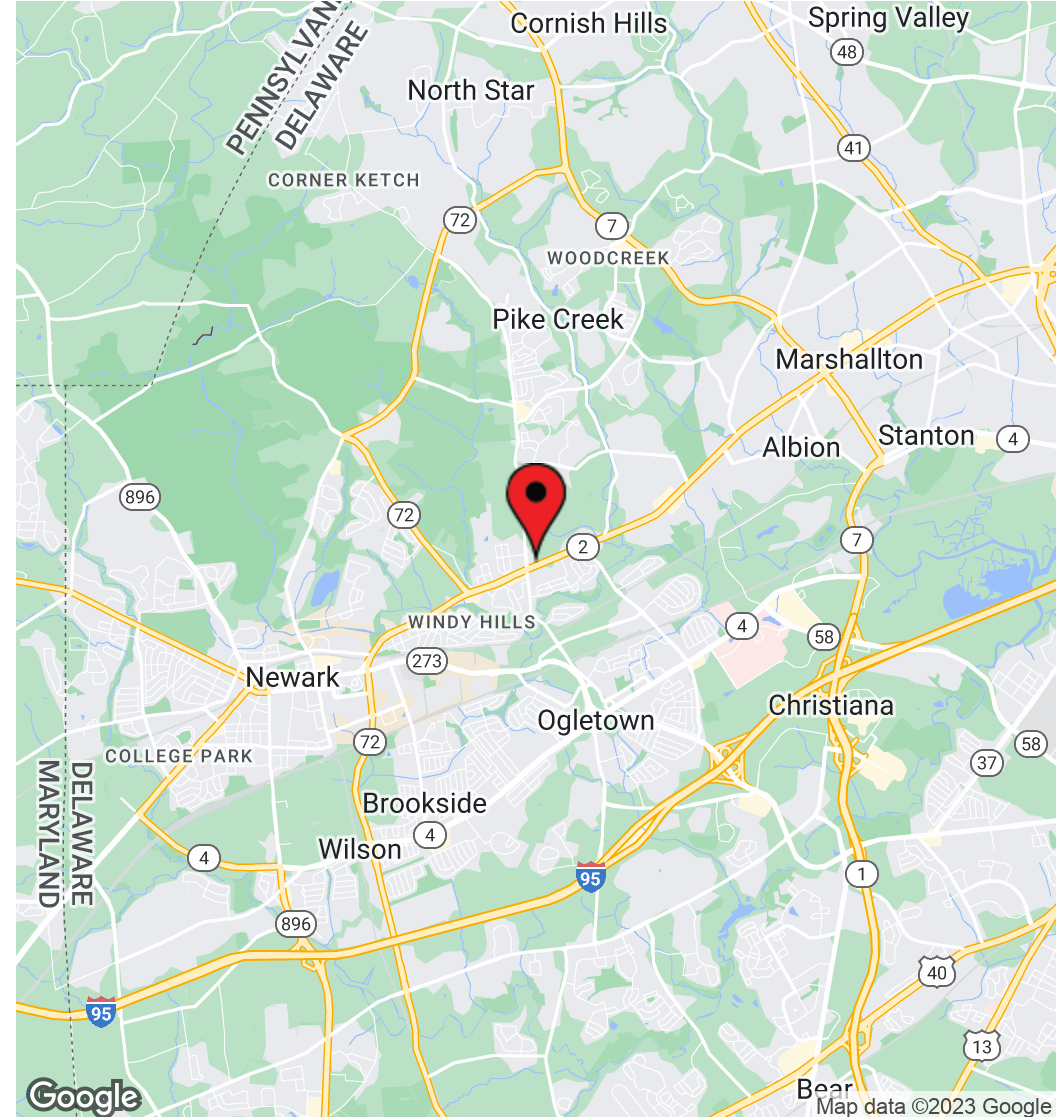 Cornish Hills
Spring Valley
48
PENNSYLVAN
DELAWARE
North Star
41
CORNER KETCH
72
7
WOODCREEK
Pike Creek
Marshallton
Albion
Stanton
4
896
72
2
7
WINDY HILLS
4
58
273
Newark
Christiana
Ogletown
72
58
COLLEGE PARK
37
DELAWARE
MARYLAND
Brookside
4
Wilson
4
95
1
896
40
95
13
Bear
Google
Map data ©2023 Google